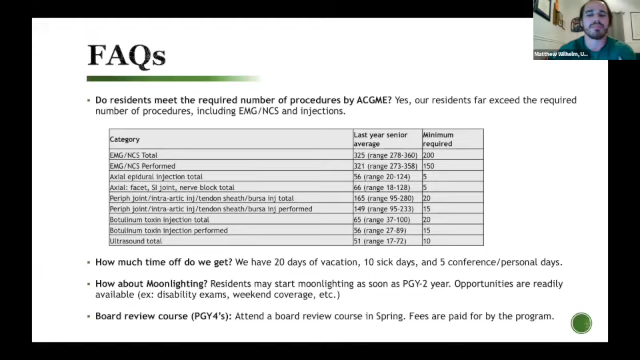 FAQs
Matthew Wilhelm, U...
Do residents meet the required number of procedures by ACGME? Yes, our residents far exceed the required
number of procedures, including EMG/NCS and injections.
Category Last year senior average Minimum required
EMG/NCS Total 325 (range 278-360) 200
EMG/NCS Performed 321 (range 273-358) 150
Axial epidural injection total 56 (range 20-124) 5
Axial: facet, SI joint, nerve block total 66 (range 18-128) 5
Periph joint/intra-artic inj/tendon sheath/bursa inj total 165 (range 95-280) 20
Periph joint/intra-artic inj/tendon sheath/bursa inj performed 149 (range 95-233) 15
Botulinum toxin injection total 65 (range 37-100) 20
Botulinum toxin injection performed 56 (range 27-89) 15
Ultrasound total 51 (range 17-72) 10
How much time off do we get? We have 20 days of vacation, 10 sick days, and 5 conference/personal days.
How about Moonlighting? Residents may start moonlighting as soon as PGY-2 year. Opportunities are readily
available (ex: disability exams, weekend coverage, etc.)
Board review course (PGY4's): Attend a board review course in Spring. Fees are paid for by the program.